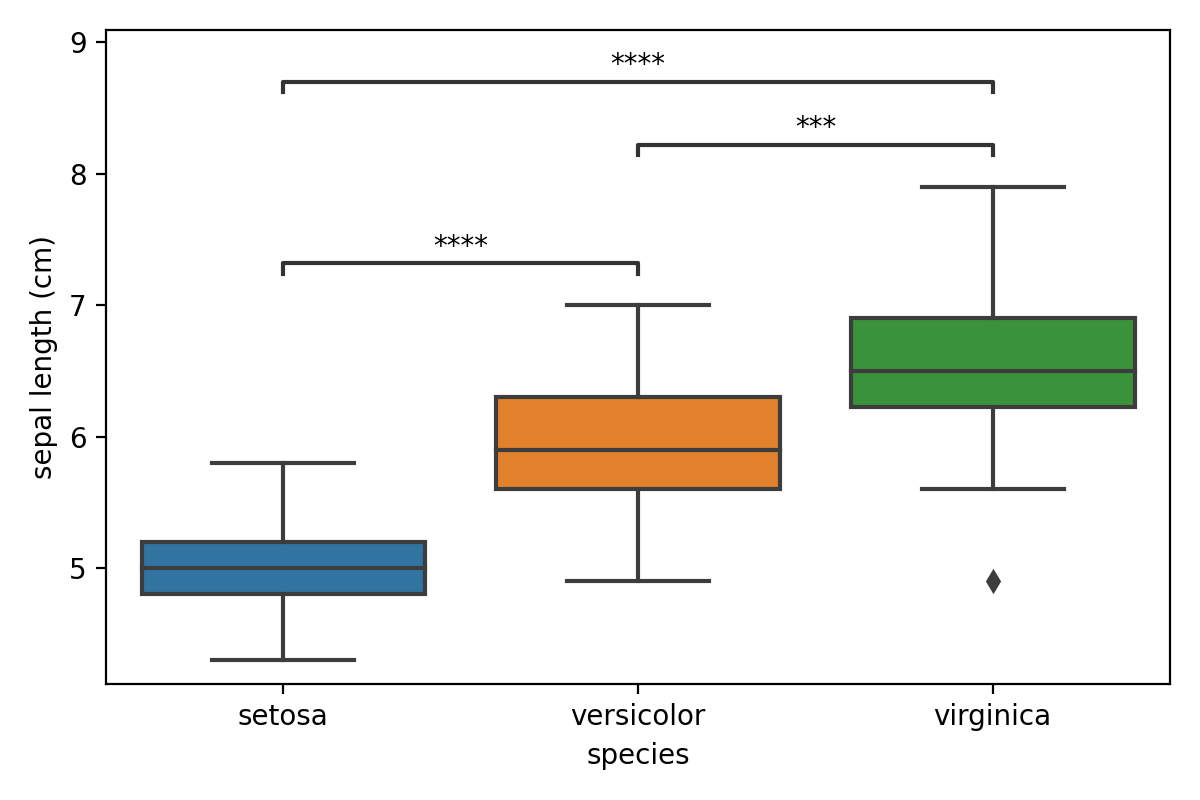 9
****
***
8
****
7
6
5
sepal length (cm)
setosa versicolor virginica
species